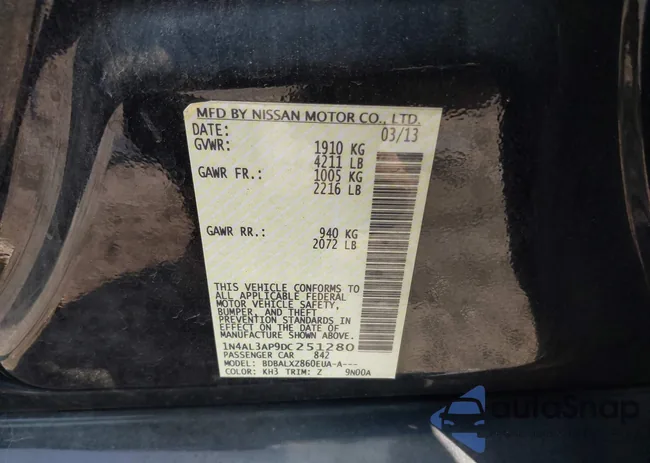 MFD BY NISSAN MOTOR CO., LTD.
DATE: 03/13
GVWR: 1910 KG
4211 LB
GAWR FR.: 1005 KG
2216 LB
GAWR RR.: 940 KG
2072 LB
THIS VEHICLE CONFORMS TO
ALL APPLICABLE FEDERAL
MOTOR VEHICLE SAFETY,
BUMPER, AND THEFT
PREVENTION STANDARDS IN
EFFECT ON THE DATE OF
MANUFACTURE SHOWN ABOVE.
1N4AL3AP9DC251280
PASSENGER CAR 842
MODEL: BDBALXZ860EUA-A---
COLOR: KH3 TRIM: Z 9N00A
autoSnap